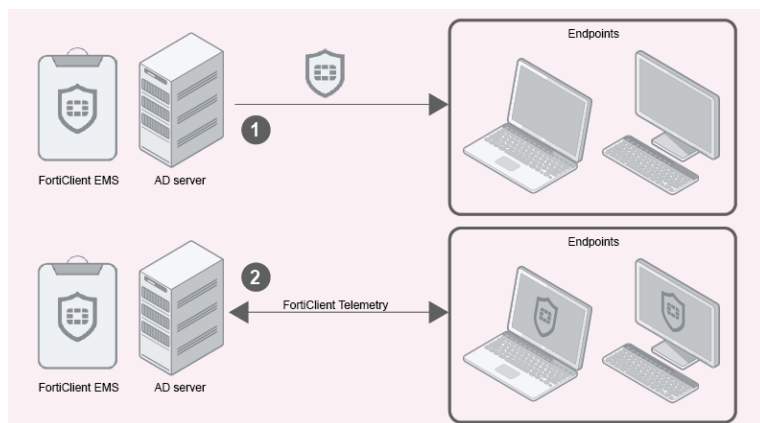 Endpoints
1
FortiClient EMS
AD server
Endpoints
2
FortiClient Telemetry
FortiClient EMS
AD server